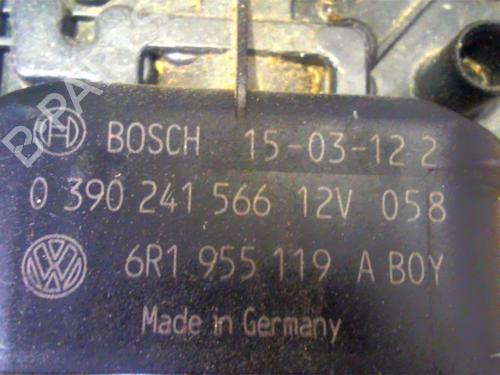 BOSCH 15-03-12 2
0 390 241 566 12V 058
6R1 955 119 A BOY
Made in Germany